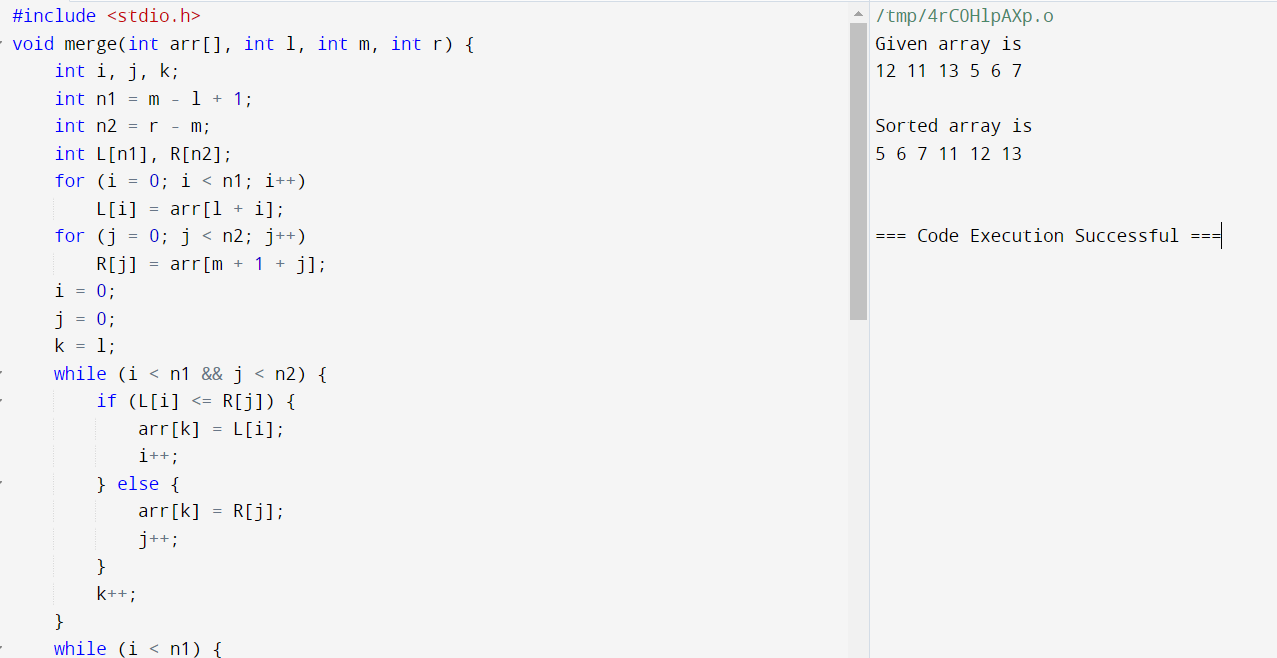 #include <stdio.h>
void merge(int arr[], int l, int m, int r) {
    int i, j, k;
    int n1 = m - l + 1;
    int n2 = r - m;
    int L[n1], R[n2];
    for (i = 0; i < n1; i++)
        L[i] = arr[l + i];
    for (j = 0; j < n2; j++)
        R[j] = arr[m + 1 + j];
    i = 0;
    j = 0;
    k = l;
    while (i < n1 && j < n2) {
        if (L[i] <= R[j]) {
            arr[k] = L[i];
            i++;
        } else {
            arr[k] = R[j];
            j++;
        }
        k++;
    }
    while (i < n1) {
/tmp/4rC0HlpAXp.o
Given array is
12 11 13 5 6 7
Sorted array is
5 6 7 11 12 13
=== Code Execution Successful ===